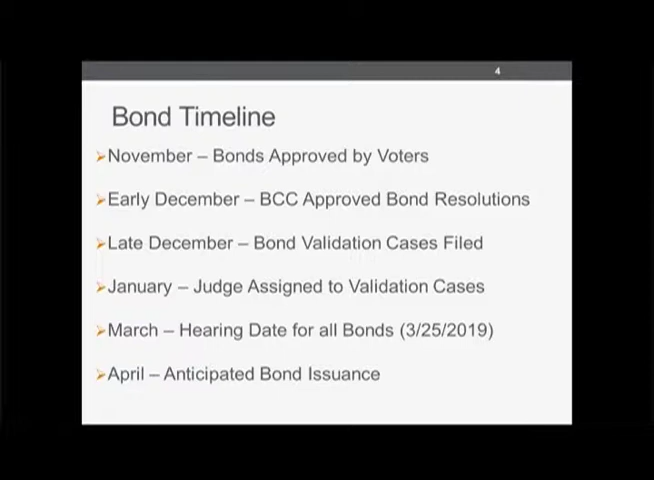 4
Bond Timeline
November – Bonds Approved by Voters
Early December – BCC Approved Bond Resolutions
Late December – Bond Validation Cases Filed
January – Judge Assigned to Validation Cases
March – Hearing Date for all Bonds (3/25/2019)
April – Anticipated Bond Issuance